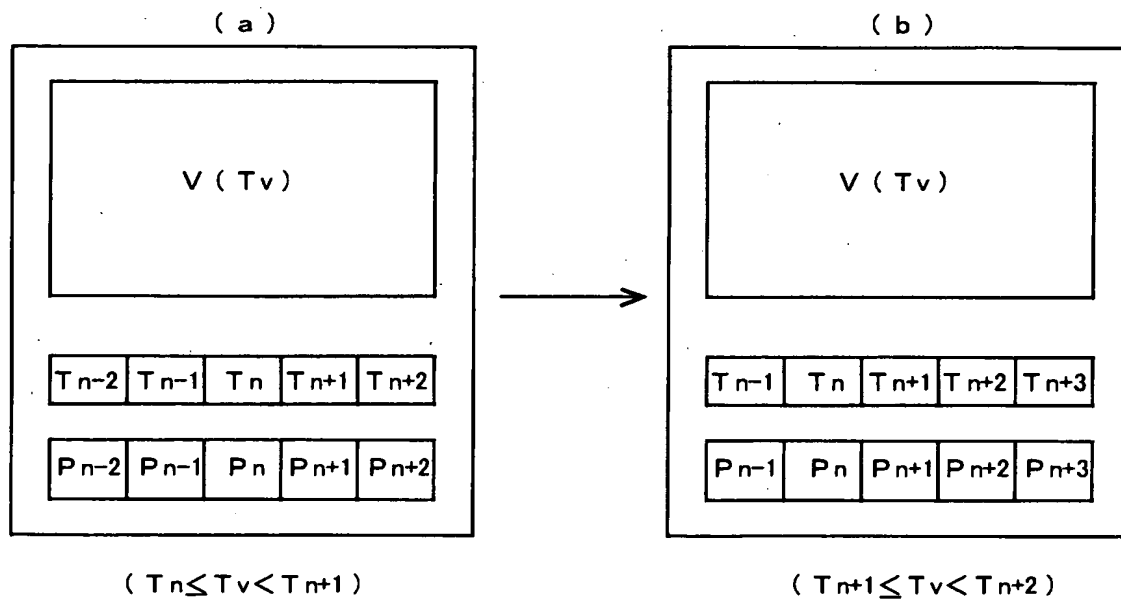 ( a )
V ( Tv )
Tn-2 Tn-1 Tn Tn+1 Tn+2
Pn-2 Pn-1 Pn Pn+1 Pn+2
( Tn≤Tv<Tn+1 )
( b )
V ( Tv )
Tn-1 Tn Tn+1 Tn+2 Tn+3
Pn-1 Pn Pn+1 Pn+2 Pn+3
( Tn+1≤Tv<Tn+2 )